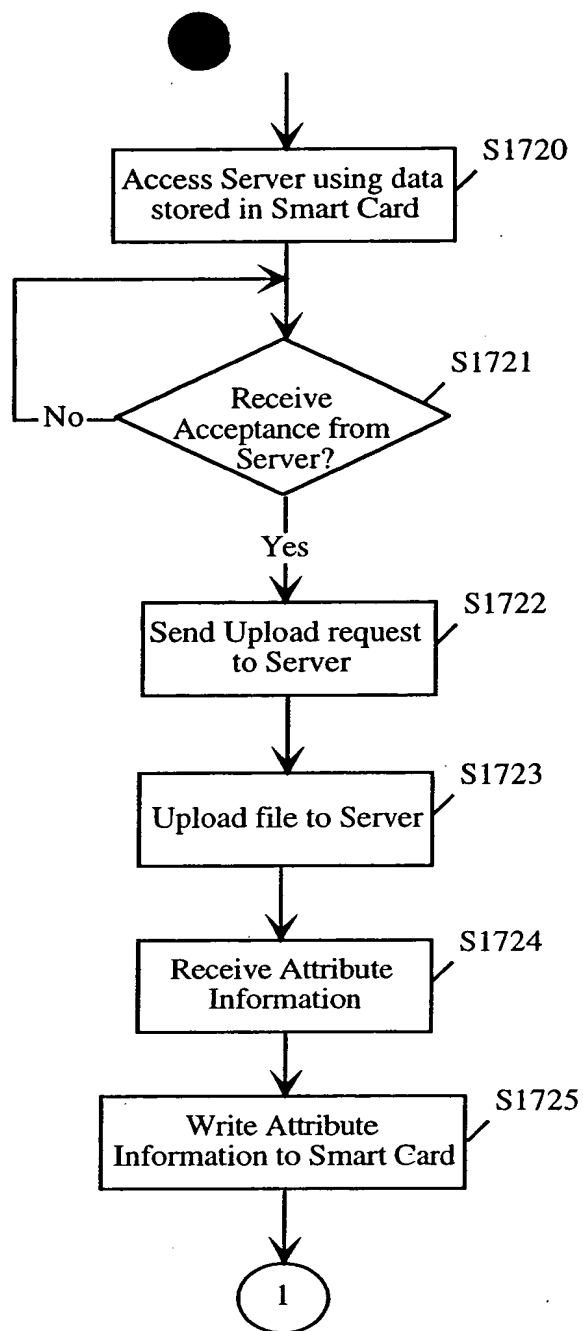 S1720
Access Server using data
stored in Smart Card
S1721
Receive
Acceptance from
Server?
No
Yes
S1722
Send Upload request
to Server
S1723
Upload file to Server
S1724
Receive Attribute
Information
S1725
Write Attribute
Information to Smart Card
1